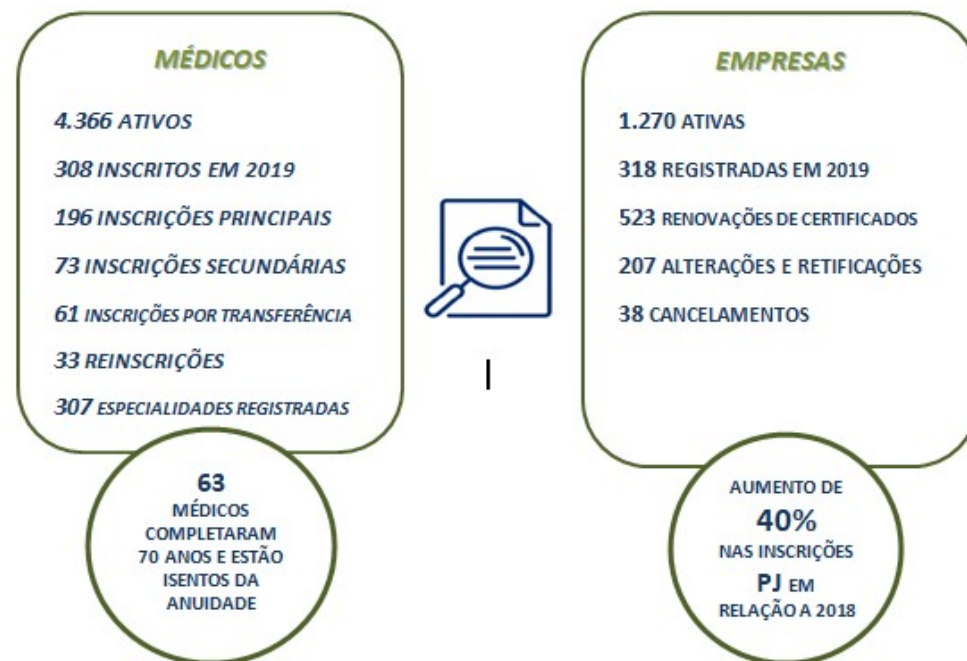 MÉDICOS
4.366 ATIVOS
308 INSCRITOS EM 2019
196 INSCRIÇÕES PRINCIPAIS
73 INSCRIÇÕES SECUNDÁRIAS
61 INSCRIÇÕES POR TRANSFERÊNCIA
33 REINSCRIÇÕES
307 ESPECIALIDADES REGISTRADAS
63
MÉDICOS
COMPLETARAM
70 ANOS E ESTÃO
ISENTOS DA
ANUIDADE
EMPRESAS
1.270 ATIVAS
318 REGISTRADAS EM 2019
523 RENOVAÇÕES DE CERTIFICADOS
207 ALTERAÇÕES E RETIFICAÇÕES
38 CANCELAMENTOS
AUMENTO DE
40%
NAS INSCRIÇÕES
PJ EM
RELAÇÃO A 2018